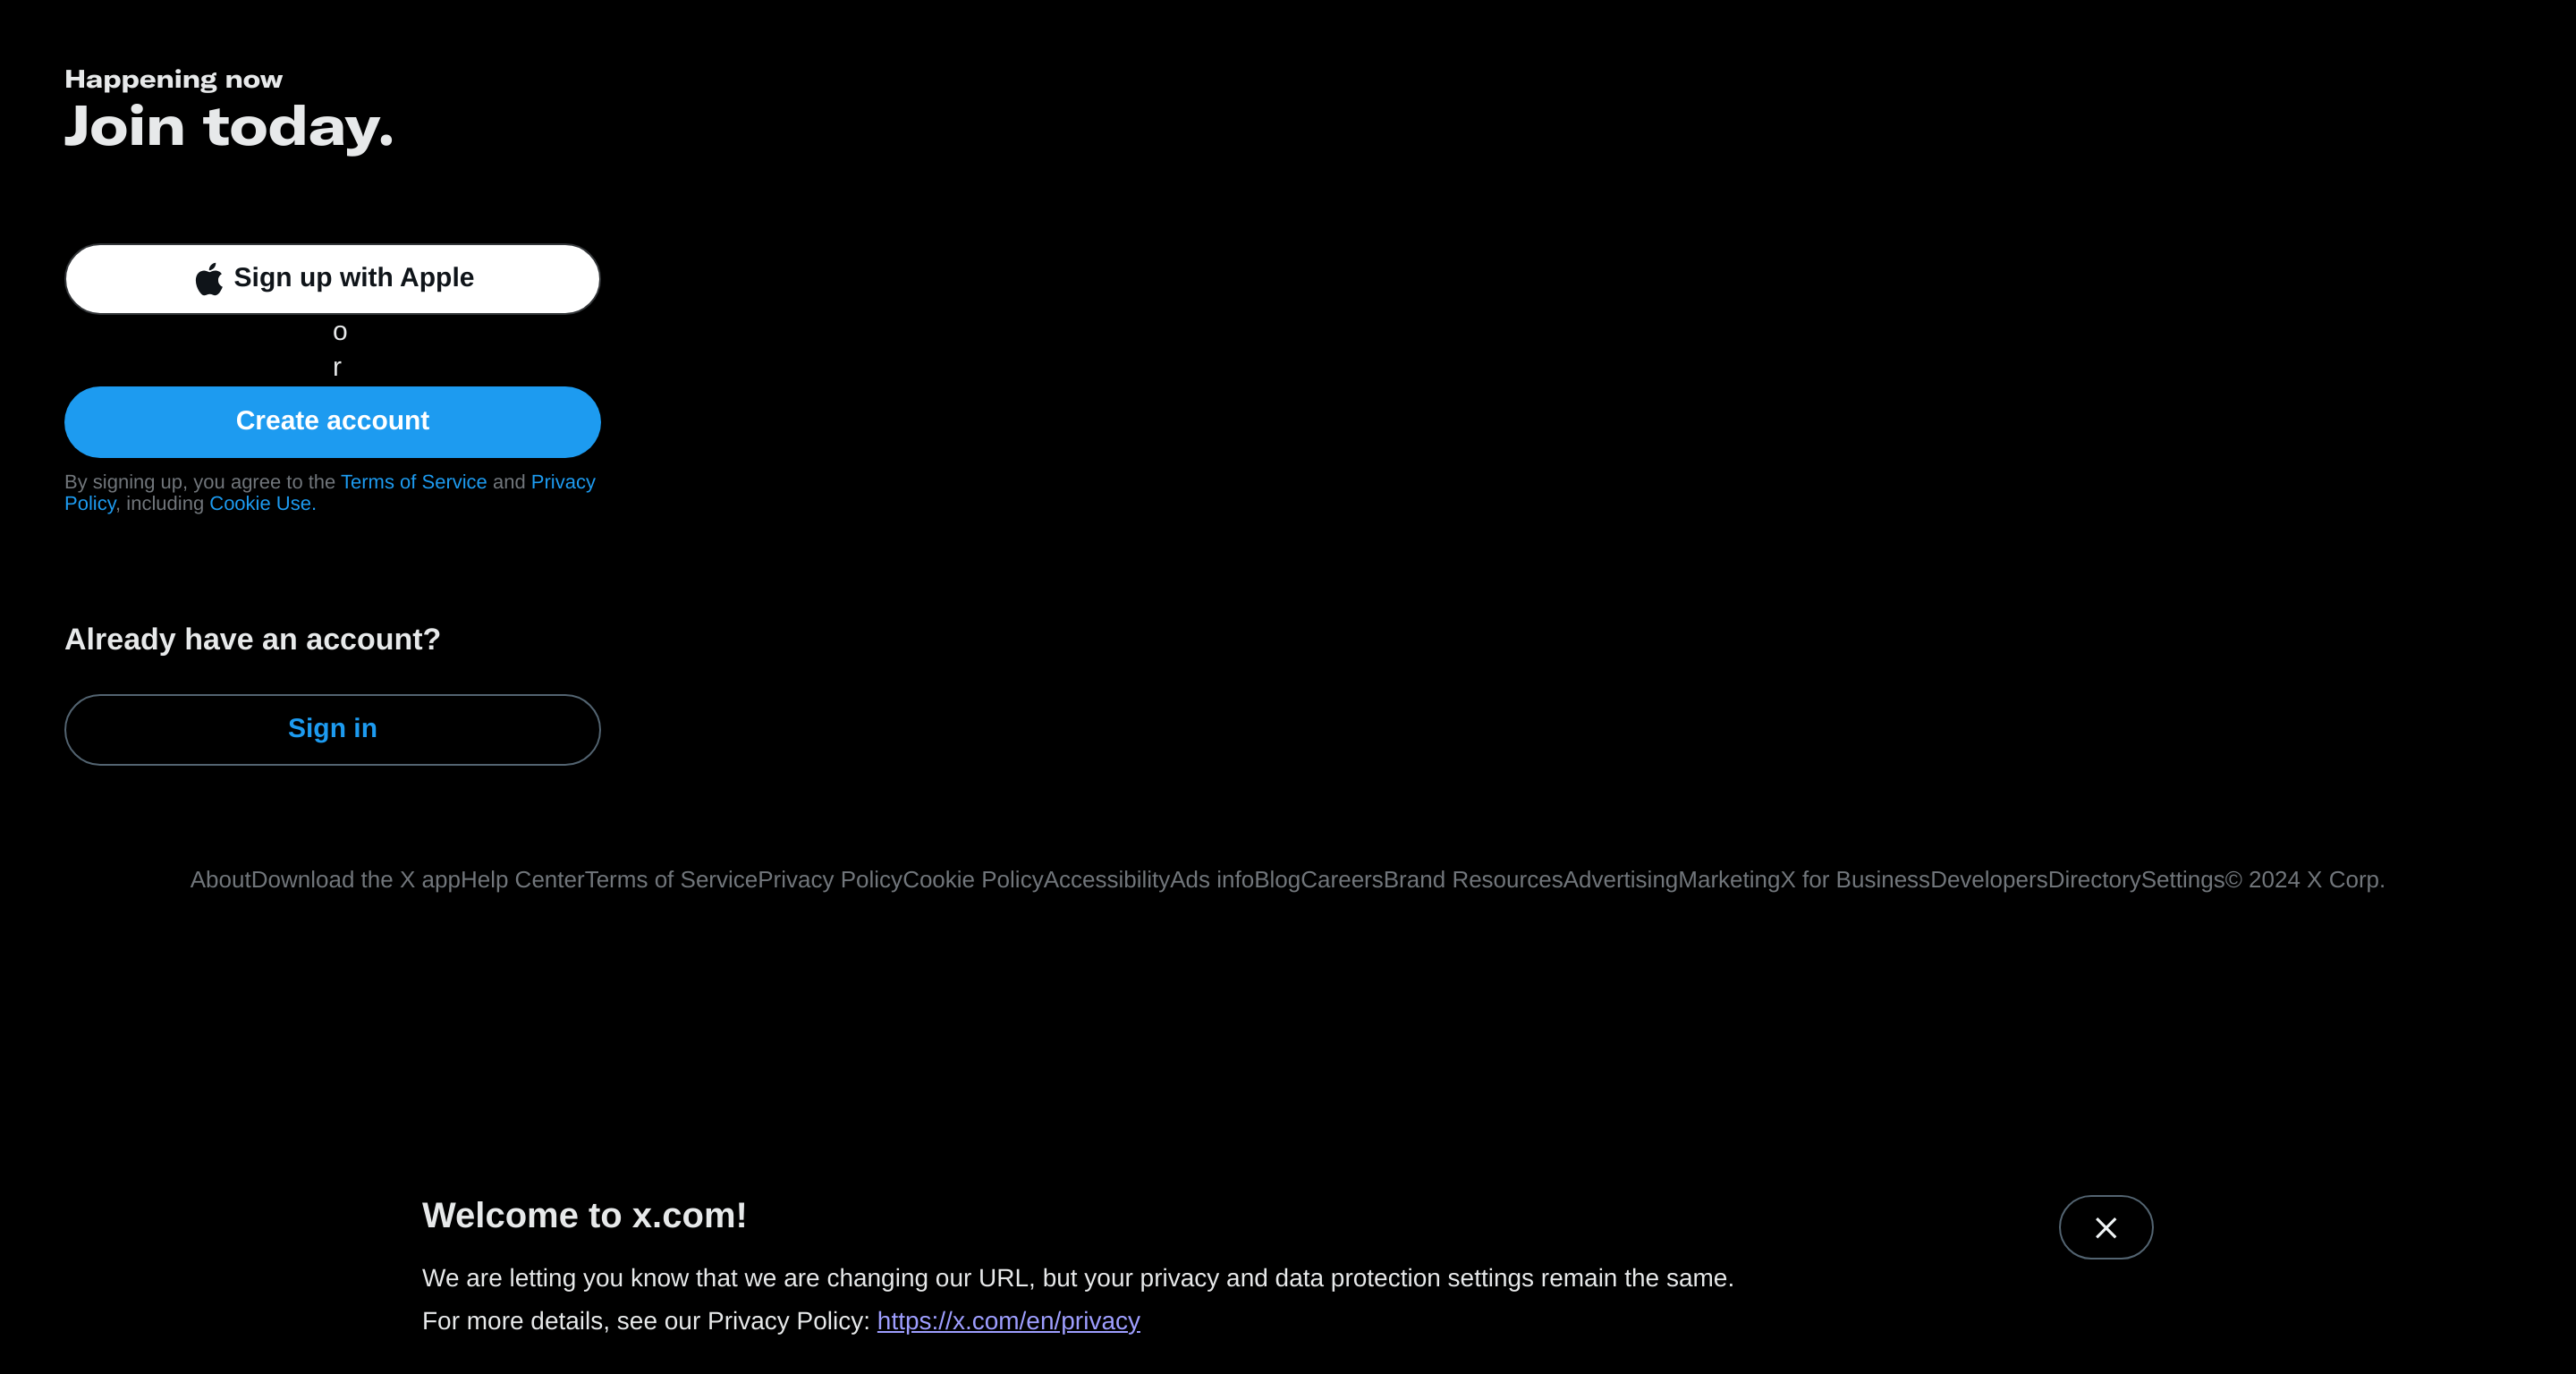 Happening now
Join today.
Sign up with Apple
o
r
Create account
By signing up, you agree to the Terms of Service and Privacy
Policy, including Cookie Use.
Already have an account?
Sign in
AboutDownload the X appHelp CenterTerms of ServicePrivacy PolicyCookie PolicyAccessibilityAds infoBlogCareersBrand ResourcesAdvertisingMarketingX for BusinessDevelopersDirectorySettings© 2024 X Corp.
Welcome to x.com!
We are letting you know that we are changing our URL, but your privacy and data protection settings remain the same.
For more details, see our Privacy Policy: https://x.com/en/privacy